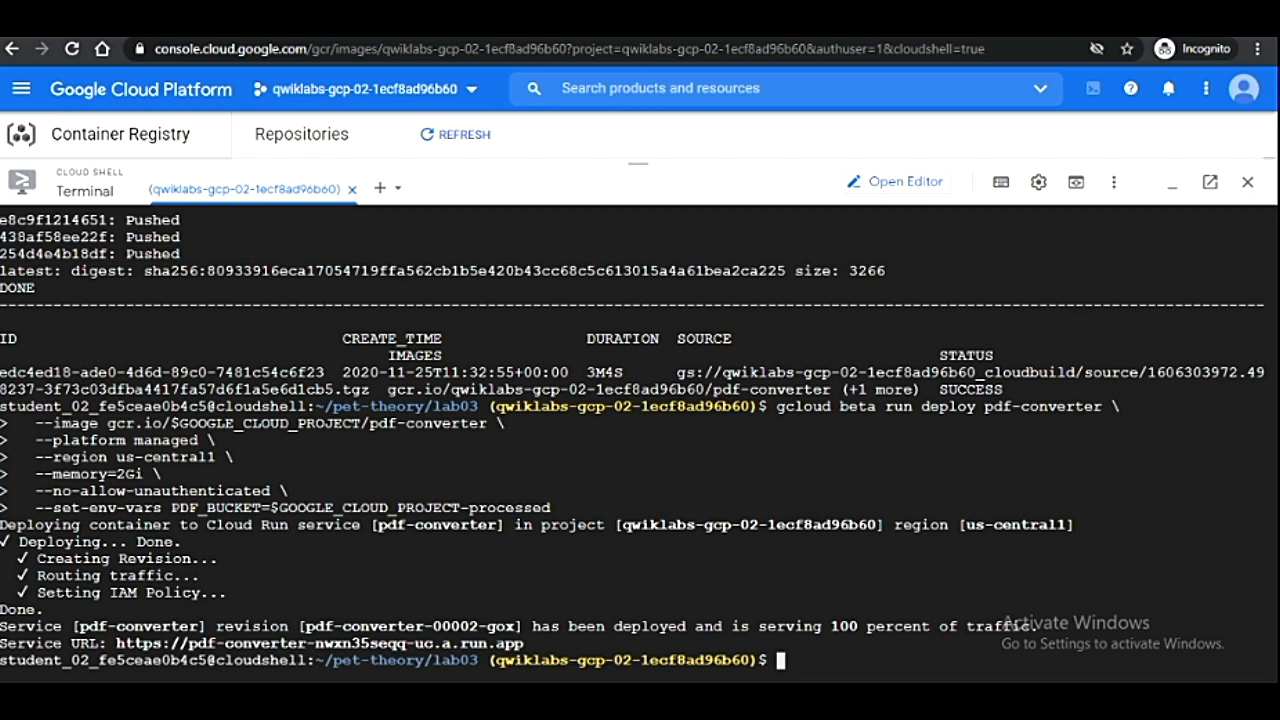 console.cloud.google.com/gcr/images/qwiklabs-gcp-02-1ecf8ad96b60?project=qwiklabs-gcp-02-1ecf8ad96b60&authuser=1&cloudshell=true Incognito
Google Cloud Platform qwiklabs-gcp-02-1ecf8ad96b60 Search products and resources
Container Registry Repositories REFRESH
CLOUD SHELL
Terminal (qwiklabs-gcp-02-1ecf8ad96b60) Open Editor
e8c9f1214651: Pushed
438af58ee22f: Pushed
254d4e4b18df: Pushed
latest: digest: sha256:80933916eca17054719ffa562cb1b5e420b43cc68c5c613015a4a61bea2ca225 size: 3266
DONE
ID CREATE_TIME DURATION SOURCE
IMAGES STATUS
edc4ed18-ade0-4d6d-89c0-7481c54c6f23 2020-11-25T11:32:55+00:00 3M4S gs://qwiklabs-gcp-02-1ecf8ad96b60_cloudbuild/source/1606303972.49
8237-3f73c03dfba4417fa57d6f1a5e6d1cb5.tgz gcr.io/qwiklabs-gcp-02-1ecf8ad96b60/pdf-converter (+1 more) SUCCESS
student_02_fe5ceae0b4c5@cloudshell:~/pet-theory/lab03 (qwiklabs-gcp-02-1ecf8ad96b60)$ gcloud beta run deploy pdf-converter \
> --image gcr.io/$GOOGLE_CLOUD_PROJECT/pdf-converter \
> --platform managed \
> --region us-central1 \
> --memory=2Gi \
> --no-allow-unauthenticated \
> --set-env-vars PDF_BUCKET=$GOOGLE_CLOUD_PROJECT-processed
Deploying container to Cloud Run service [pdf-converter] in project [qwiklabs-gcp-02-1ecf8ad96b60] region [us-central1]
✓ Deploying... Done.
✓ Creating Revision...
✓ Routing traffic...
✓ Setting IAM Policy...
Done.
Service [pdf-converter] revision [pdf-converter-00002-gox] has been deployed and is serving 100 percent of traffic.
Service URL: https://pdf-converter-nwxn35seqq-uc.a.run.app
student_02_fe5ceae0b4c5@cloudshell:~/pet-theory/lab03 (qwiklabs-gcp-02-1ecf8ad96b60)$
Activate Windows
Go to Settings to activate Windows.